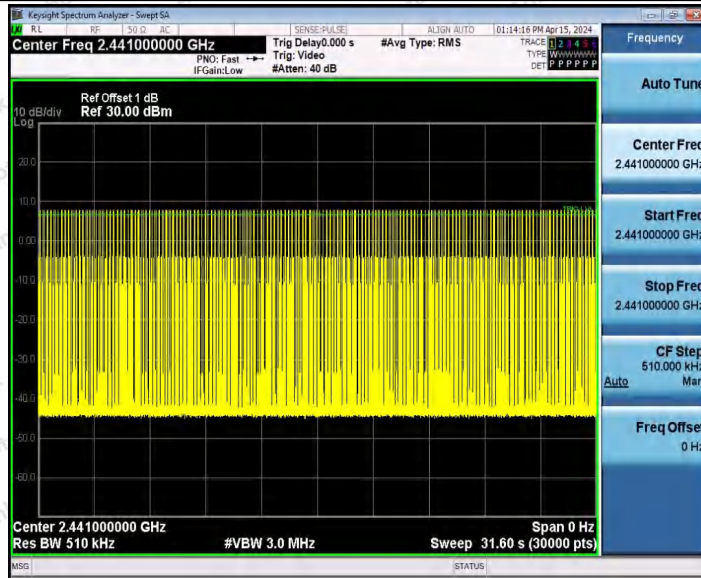 Keysight Spectrum Analyzer - Swept SA
RL RF 50 Ω AC SENSE:PULSE ALIGN AUTO 01:14:16 PM Apr 15, 2024
Center Freq 2.441000000 GHz
PNO: Fast
IFGain:Low
Trig Delay0.000 s
Trig: Video
#Atten: 40 dB
#Avg Type: RMS
TRACE 1 2 3 4 5 6
TYPE WWWWWW
DET P P P P P P
Ref Offset 1 dB
10 dB/div Ref 30.00 dBm
Log
20.0
10.0
0.00
-10.0
-20.0
-30.0
-40.0
-50.0
-60.0
Center 2.441000000 GHz Span 0 Hz
Res BW 510 kHz #VBW 3.0 MHz Sweep 31.60 s (30000 pts)
MSG STATUS
Frequency
Auto Tune
Center Freq
2.441000000 GHz
Start Freq
2.441000000 GHz
Stop Freq
2.441000000 GHz
CF Step
510.000 kHz
Auto Man
Freq Offset
0 Hz